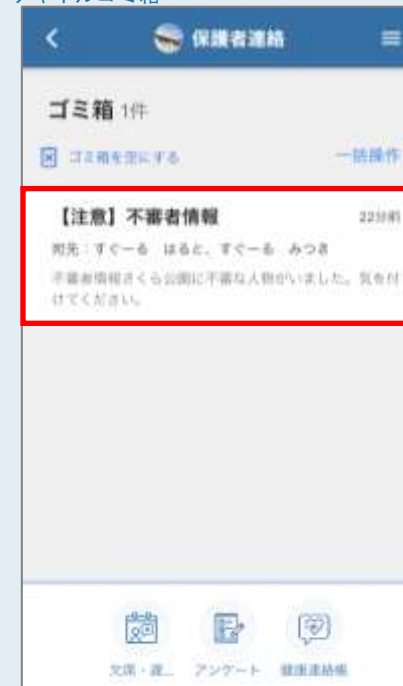 保護者連絡
ゴミ箱 1件
ゴミ箱を空にする 一括操作
【注意】不審者情報 22分前
宛先：すぐーる はると、すぐーる みつき
不審者情報さくら公園に不審な人物がいました。気を付
けてください。
欠席・遅… アンケート 健康連絡帳